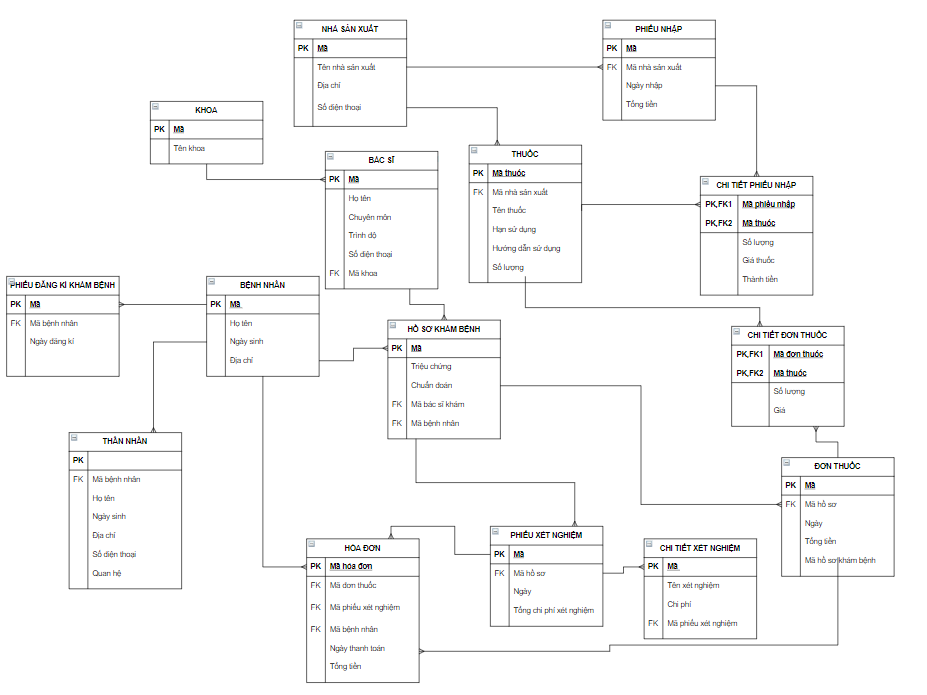 NHÀ SẢN XUẤT
PK Mã
Tên nhà sản xuất
Địa chỉ
Số điện thoại
PHIẾU NHẬP
PK Mã
FK Mã nhà sản xuất
Ngày nhập
Tổng tiền
KHOA
PK Mã
Tên khoa
BÁC SĨ
PK Mã
Họ tên
Chuyên môn
Trình độ
Số điện thoại
FK Mã khoa
THUỐC
PK Mã thuốc
FK Mã nhà sản xuất
Tên thuốc
Hạn sử dụng
Hướng dẫn sử dụng
Số lượng
CHI TIẾT PHIẾU NHẬP
PK,FK1 Mã phiếu nhập
PK,FK2 Mã thuốc
Số lượng
Giá thuốc
Thành tiền
PHIẾU ĐĂNG KÍ KHÁM BỆNH
PK Mã
FK Mã bệnh nhân
Ngày đăng kí
BỆNH NHÂN
PK Mã
Họ tên
Ngày sinh
Địa chỉ
HỒ SƠ KHÁM BỆNH
PK Mã
Triệu chứng
Chuẩn đoán
FK Mã bác sĩ khám
FK Mã bệnh nhân
CHI TIẾT ĐƠN THUỐC
PK,FK1 Mã đơn thuốc
PK,FK2 Mã thuốc
Số lượng
Giá
THÂN NHÂN
PK
FK Mã bệnh nhân
Họ tên
Ngày sinh
Địa chỉ
Số điện thoại
Quan hệ
ĐƠN THUỐC
PK Mã
FK Mã hồ sơ
Ngày
Tổng tiền
Mã hồ sơ khám bệnh
HÓA ĐƠN
PK Mã hóa đơn
FK Mã đơn thuốc
FK Mã phiếu xét nghiệm
FK Mã bệnh nhân
Ngày thanh toán
Tổng tiền
PHIẾU XÉT NGHIỆM
PK Mã
FK Mã hồ sơ
Ngày
Tổng chi phí xét nghiệm
CHI TIẾT XÉT NGHIỆM
PK Mã
Tên xét nghiệm
Chi phí
FK Mã phiếu xét nghiệm